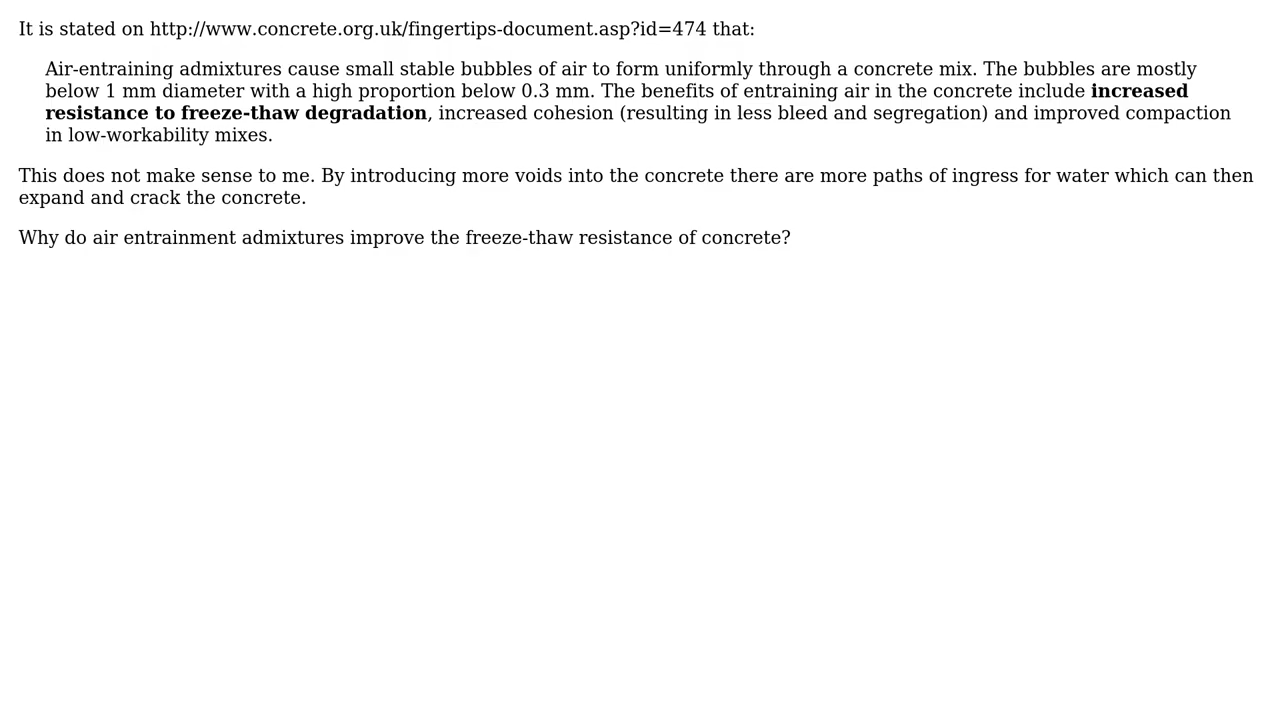 It is stated on http://www.concrete.org.uk/fingertips-document.asp?id=474 that:
Air-entraining admixtures cause small stable bubbles of air to form uniformly through a concrete mix. The bubbles are mostly
below 1 mm diameter with a high proportion below 0.3 mm. The benefits of entraining air in the concrete include increased
resistance to freeze-thaw degradation, increased cohesion (resulting in less bleed and segregation) and improved compaction
in low-workability mixes.
This does not make sense to me. By introducing more voids into the concrete there are more paths of ingress for water which can then
expand and crack the concrete.
Why do air entrainment admixtures improve the freeze-thaw resistance of concrete?